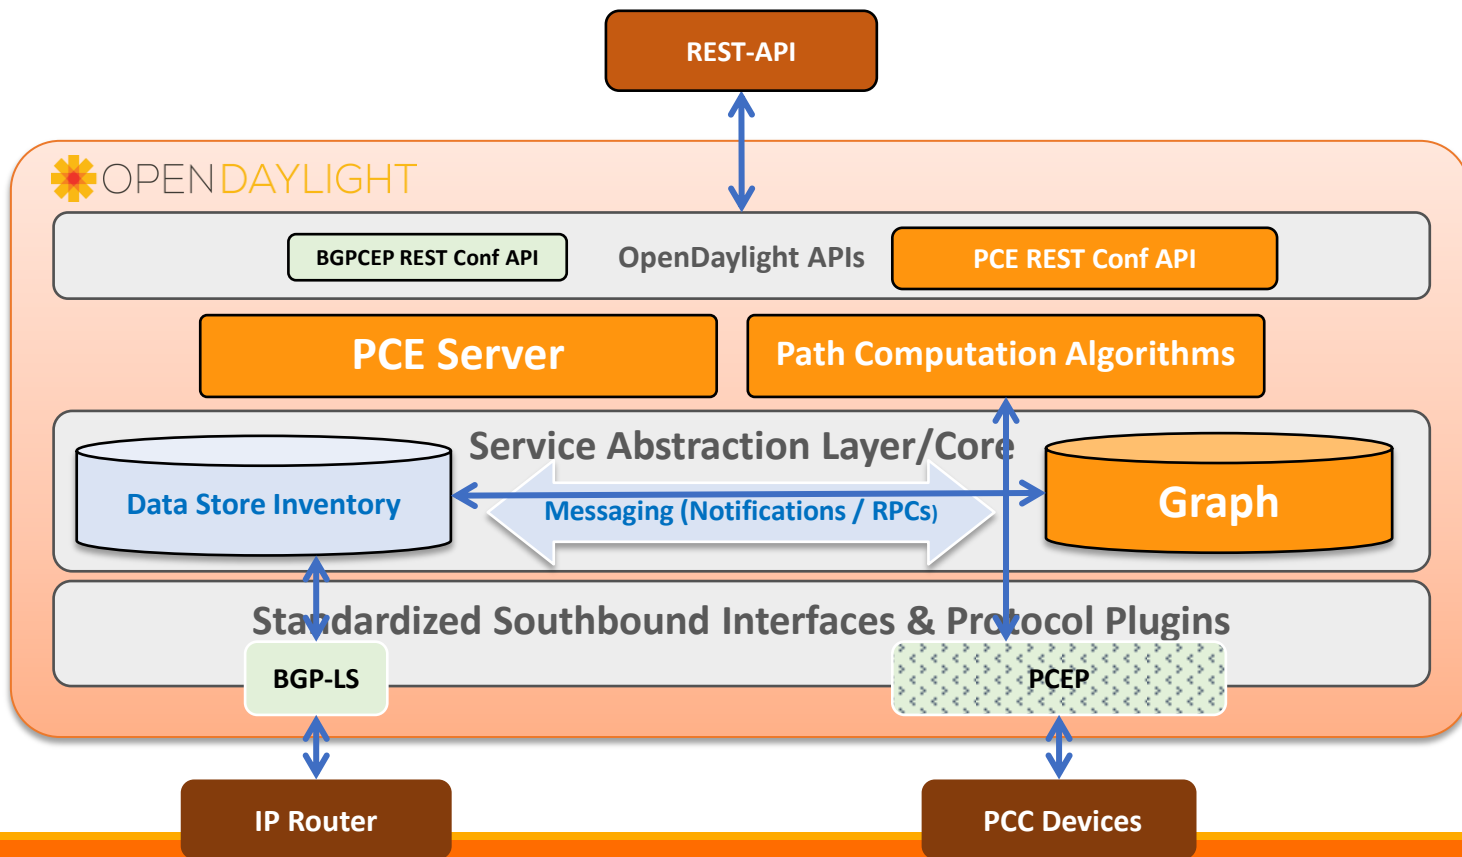 REST-API
OPENDAYLIGHT
BGPCEP REST Conf API
OpenDaylight APIs
PCE REST Conf API
PCE Server
Path Computation Algorithms
Service Abstraction Layer/Core
Data Store Inventory
Messaging (Notifications / RPCs)
Graph
Standardized Southbound Interfaces & Protocol Plugins
BGP-LS
PCEP
IP Router
PCC Devices